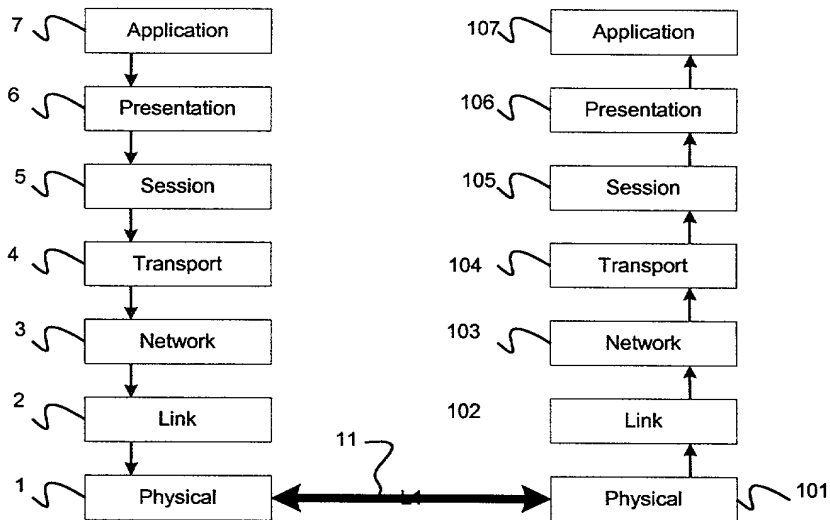 7 Application
6 Presentation
5 Session
4 Transport
3 Network
2 Link
1 Physical
11
107 Application
106 Presentation
105 Session
104 Transport
103 Network
102 Link
Physical 101